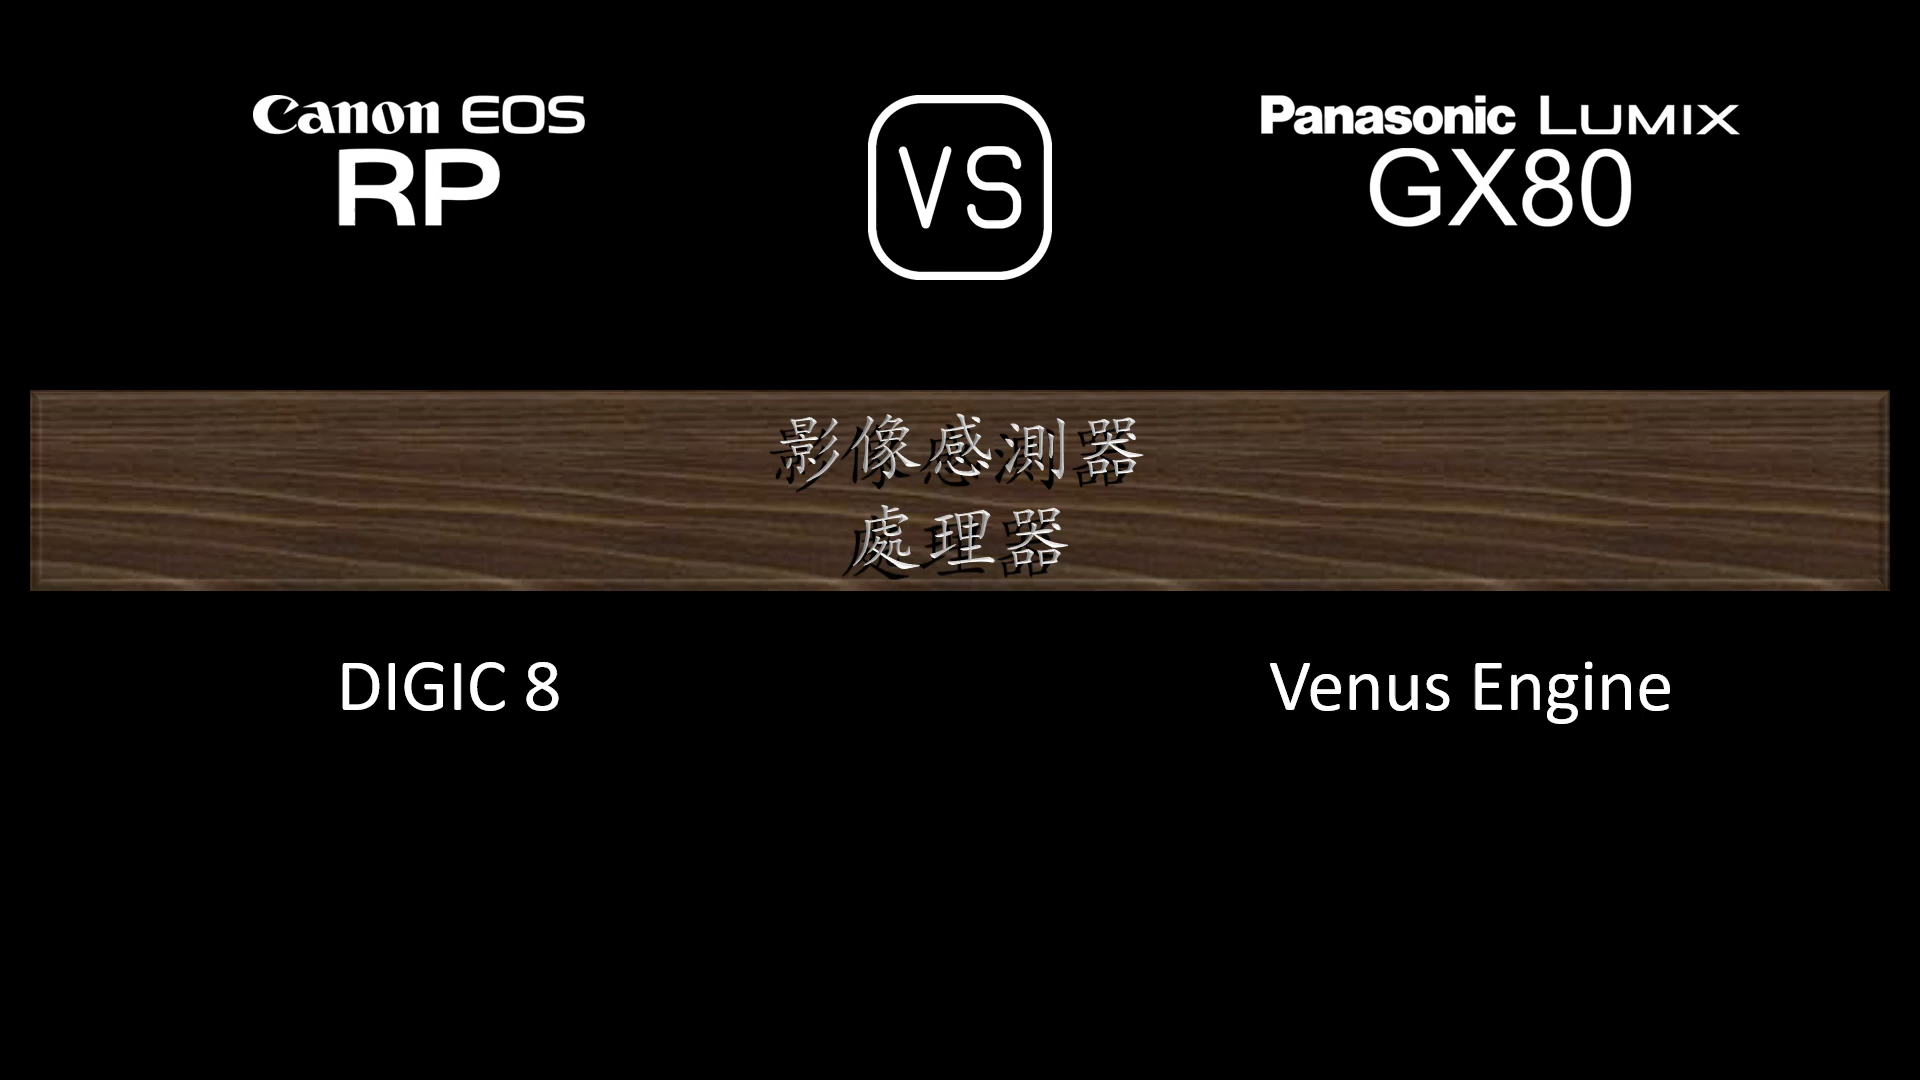 Canon EOS
RP
VS
Panasonic LUMIX
GX80
影像感測器
處理器
DIGIC 8
Venus Engine